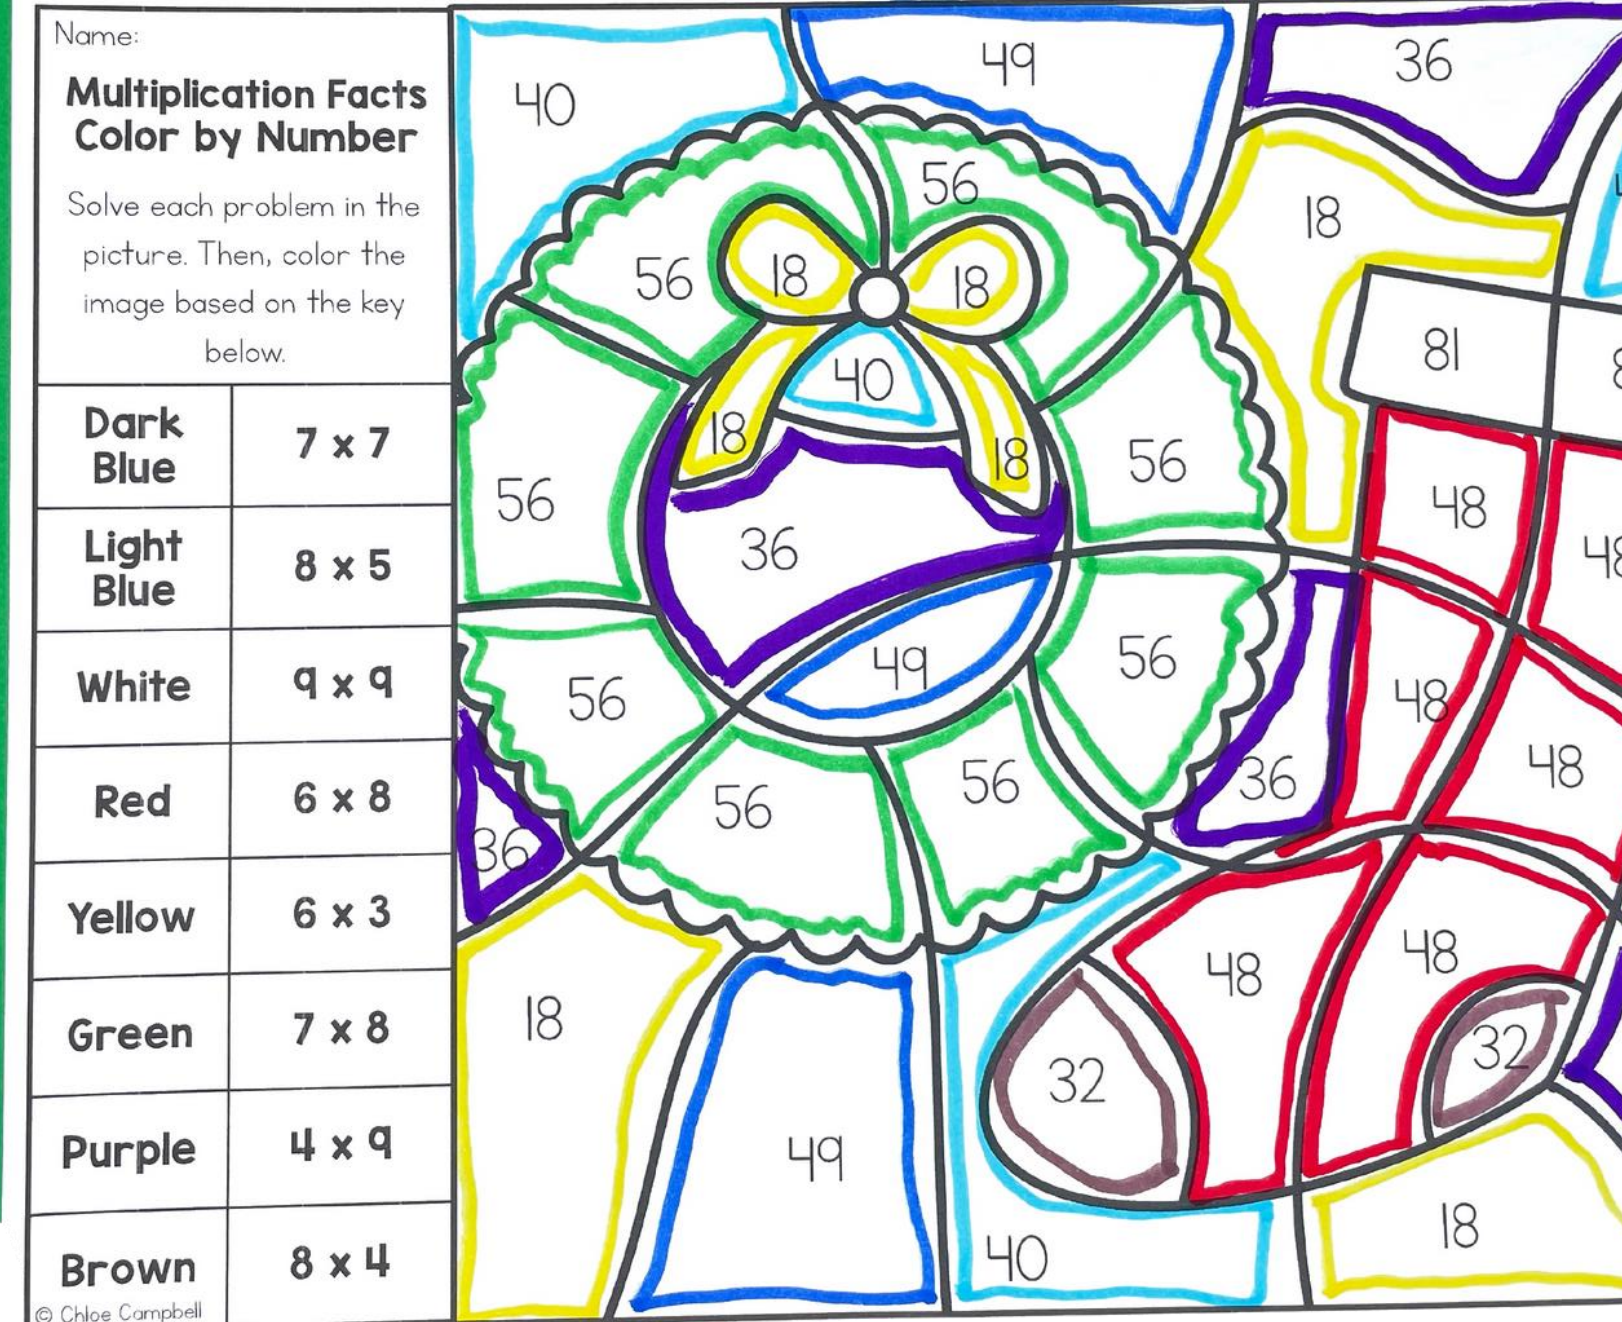 Name:
Multiplication Facts
Color by Number
Solve each problem in the
picture. Then, color the
image based on the key
below.
Dark Blue 7 x 7
Light Blue 8 x 5
White 9 x 9
Red 6 x 8
Yellow 6 x 3
Green 7 x 8
Purple 4 x 9
Brown 8 x 4
© Chloe Campbell
40
49
36
56
18
56
18
18
81
40
18
18
56
56
48
48
36
49
56
56
48
48
36
56
56
36
48
48
18
32
32
49
40
18